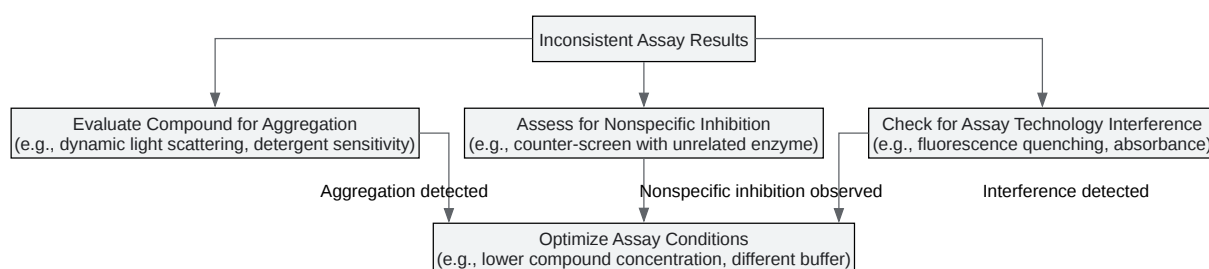 Inconsistent Assay Results
Evaluate Compound for Aggregation
(e.g., dynamic light scattering, detergent sensitivity)
Assess for Nonspecific Inhibition
(e.g., counter-screen with unrelated enzyme)
Check for Assay Technology Interference
(e.g., fluorescence quenching, absorbance)
Aggregation detected
Nonspecific inhibition observed
Interference detected
Optimize Assay Conditions
(e.g., lower compound concentration, different buffer)